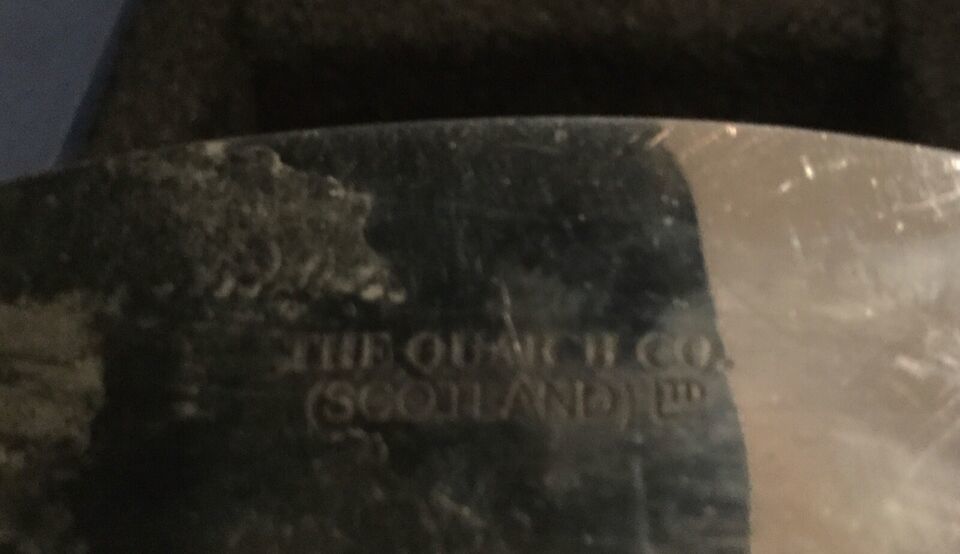 THE QUAICH CO.
(SCOTLAND) LTD